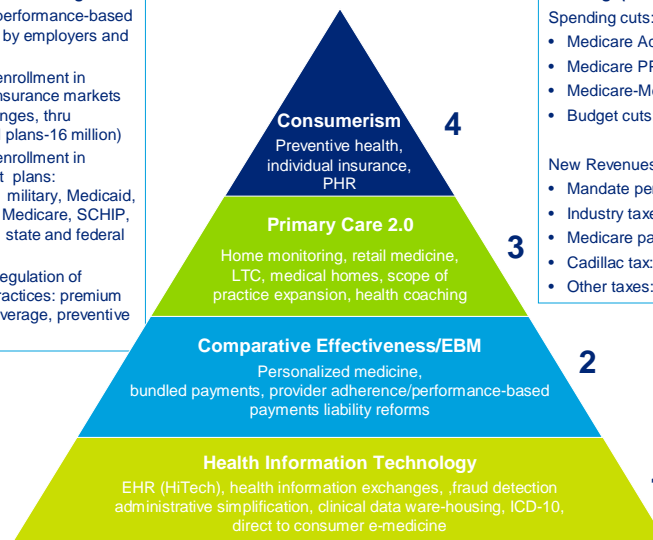 performance-based
by employers and
enrollment in
nsurance markets
nges, thru
plans-16 million)
enrollment in
t plans:
military, Medicaid,
Medicare, SCHIP,
state and federal
egulation of
ractices: premium
verage, preventive
Consumerism
Preventive health,
individual insurance,
PHR
4
Primary Care 2.0
Home monitoring, retail medicine,
LTC, medical homes, scope of
practice expansion, health coaching
3
Comparative Effectiveness/EBM
Personalized medicine,
bundled payments, provider adherence/performance-based
payments liability reforms
2
Health Information Technology
EHR (HiTech), health information exchanges, ,fraud detection
administrative simplification, clinical data ware-housing, ICD-10,
direct to consumer e-medicine
Spending cuts:
• Medicare Ac
• Medicare PF
• Medicare-Me
• Budget cuts
New Revenues
• Mandate per
• Industry taxe
• Medicare pa
• Cadillac tax:
• Other taxes: